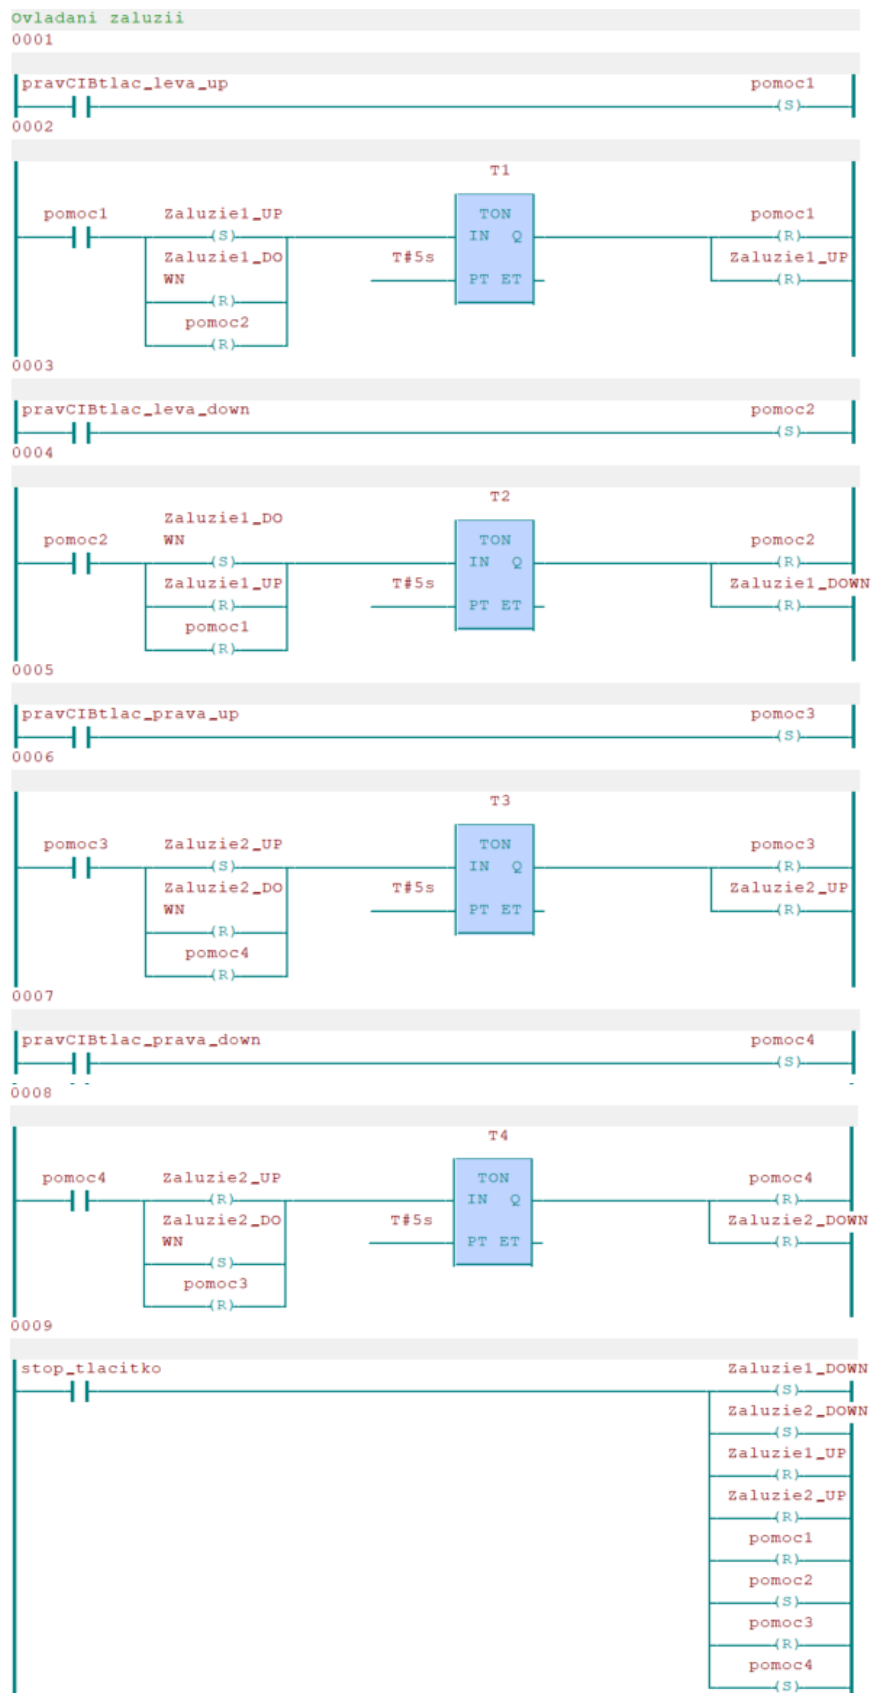 Ovladani zaluzii
0001
pravCIBtlac_leva_up pomoc1
(S)
0002
T1
pomoc1 Zaluzie1_UP TON pomoc1
(S) IN Q (R)
Zaluzie1_DO T#5s Zaluzie1_UP
WN PT ET (R)
(R)
pomoc2
(R)
0003
pravCIBtlac_leva_down pomoc2
(S)
0004
T2
Zaluzie1_DO
pomoc2 WN TON pomoc2
(S) IN Q (R)
Zaluzie1_UP T#5s Zaluzie1_DOWN
(R) PT ET (R)
pomoc1
(R)
0005
pravCIBtlac_prava_up pomoc3
(S)
0006
T3
pomoc3 Zaluzie2_UP TON pomoc3
(S) IN Q (R)
Zaluzie2_DO T#5s Zaluzie2_UP
WN PT ET (R)
(R)
pomoc4
(R)
0007
pravCIBtlac_prava_down pomoc4
(S)
0008
T4
pomoc4 Zaluzie2_UP TON pomoc4
(R) IN Q (R)
Zaluzie2_DO T#5s Zaluzie2_DOWN
WN PT ET (R)
(S)
pomoc3
(R)
0009
stop_tlacitko Zaluzie1_DOWN
(S)
Zaluzie2_DOWN
(S)
Zaluzie1_UP
(R)
Zaluzie2_UP
(R)
pomoc1
(R)
pomoc2
(S)
pomoc3
(R)
pomoc4
(S)